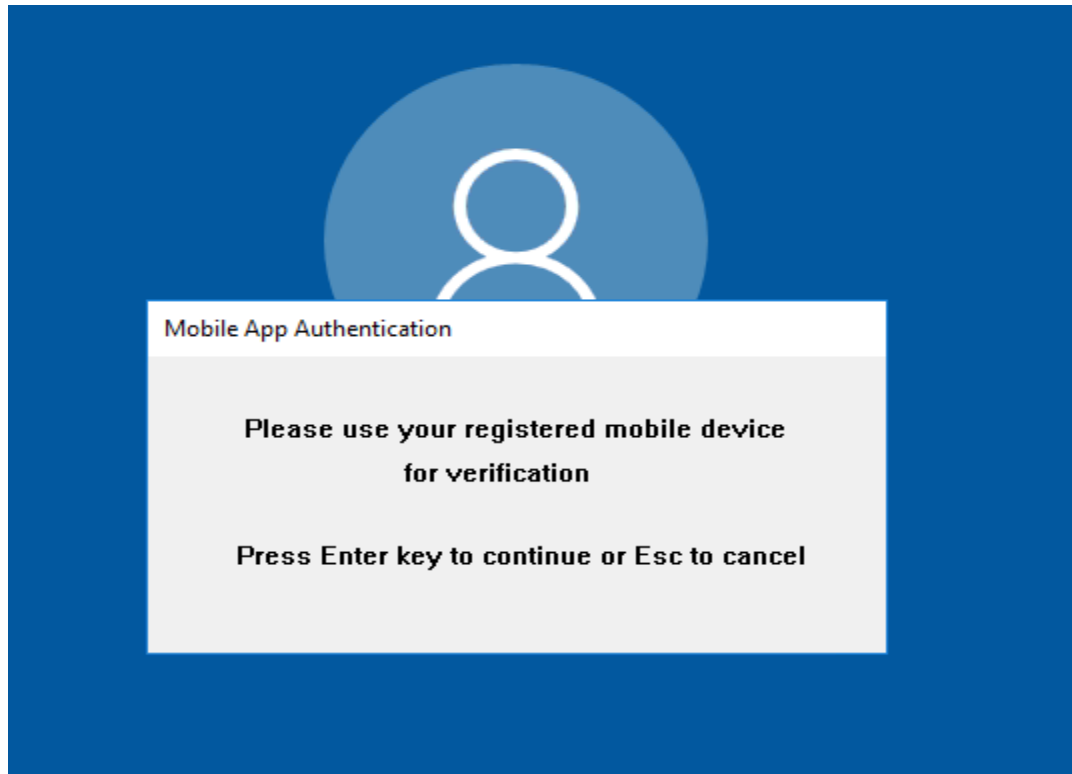 Mobile App Authentication
Please use your registered mobile device
for verification
Press Enter key to continue or Esc to cancel